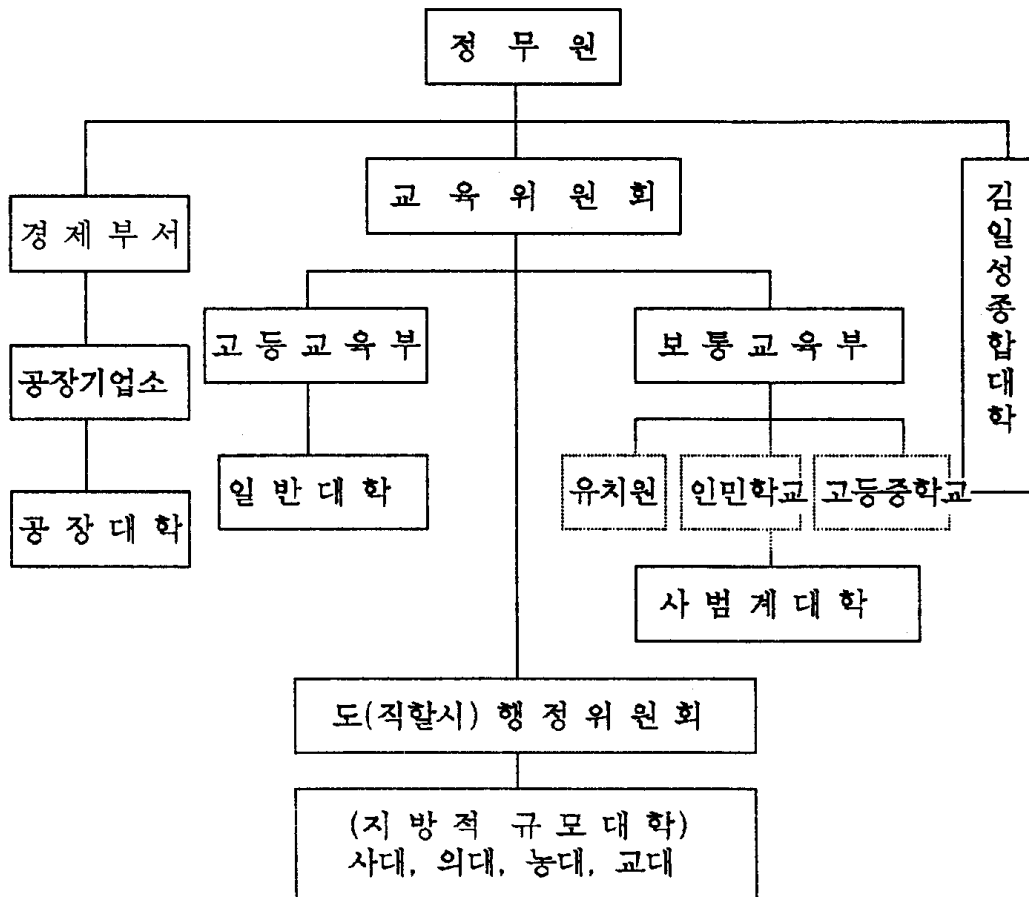 정 무 원
교 육 위 원 회
경 제 부 서
김일성종합대학
고 등 교 육 부
보 통 교 육 부
공장기업소
일 반 대 학
유치원
인민학교
고등중학교
공 장 대 학
사 범 계 대 학
도(직할시) 행 정 위 원 회
(지 방 적 규 모 대 학)
사대, 의대, 농대, 교대